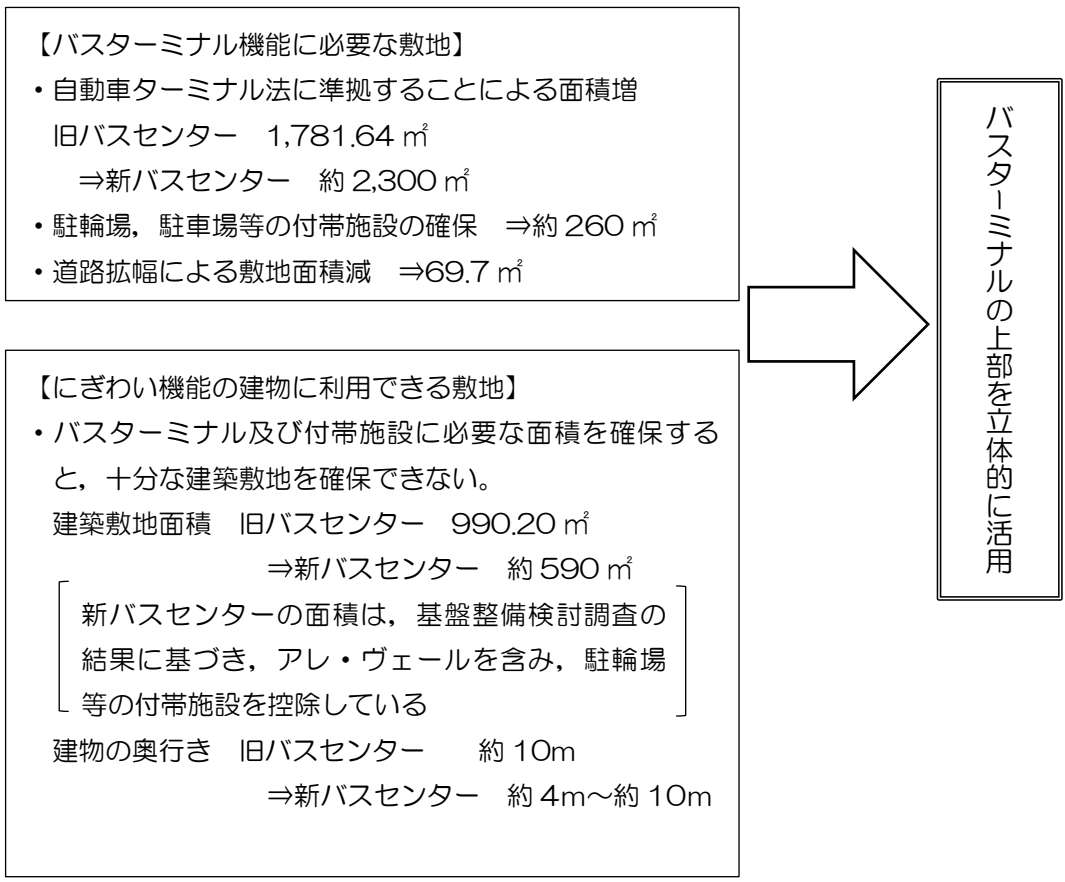 【バスターミナル機能に必要な敷地】
・自動車ターミナル法に準拠することによる面積増
旧バスセンター　1,781.64 ㎡
⇒新バスセンター　約 2,300 ㎡
・駐輪場，駐車場等の付帯施設の確保　⇒約 260 ㎡
・道路拡幅による敷地面積減　⇒69.7 ㎡
【にぎわい機能の建物に利用できる敷地】
・バスターミナル及び付帯施設に必要な面積を確保する
と，十分な建築敷地を確保できない。
建築敷地面積　旧バスセンター　990.20 ㎡
⇒新バスセンター　約 590 ㎡
新バスセンターの面積は，基盤整備検討調査の
結果に基づき，アレ・ヴェールを含み，駐輪場
等の付帯施設を控除している
建物の奥行き　旧バスセンター　　約 10m
⇒新バスセンター　約 4m～約 10m
バスターミナルの上部を立体的に活用